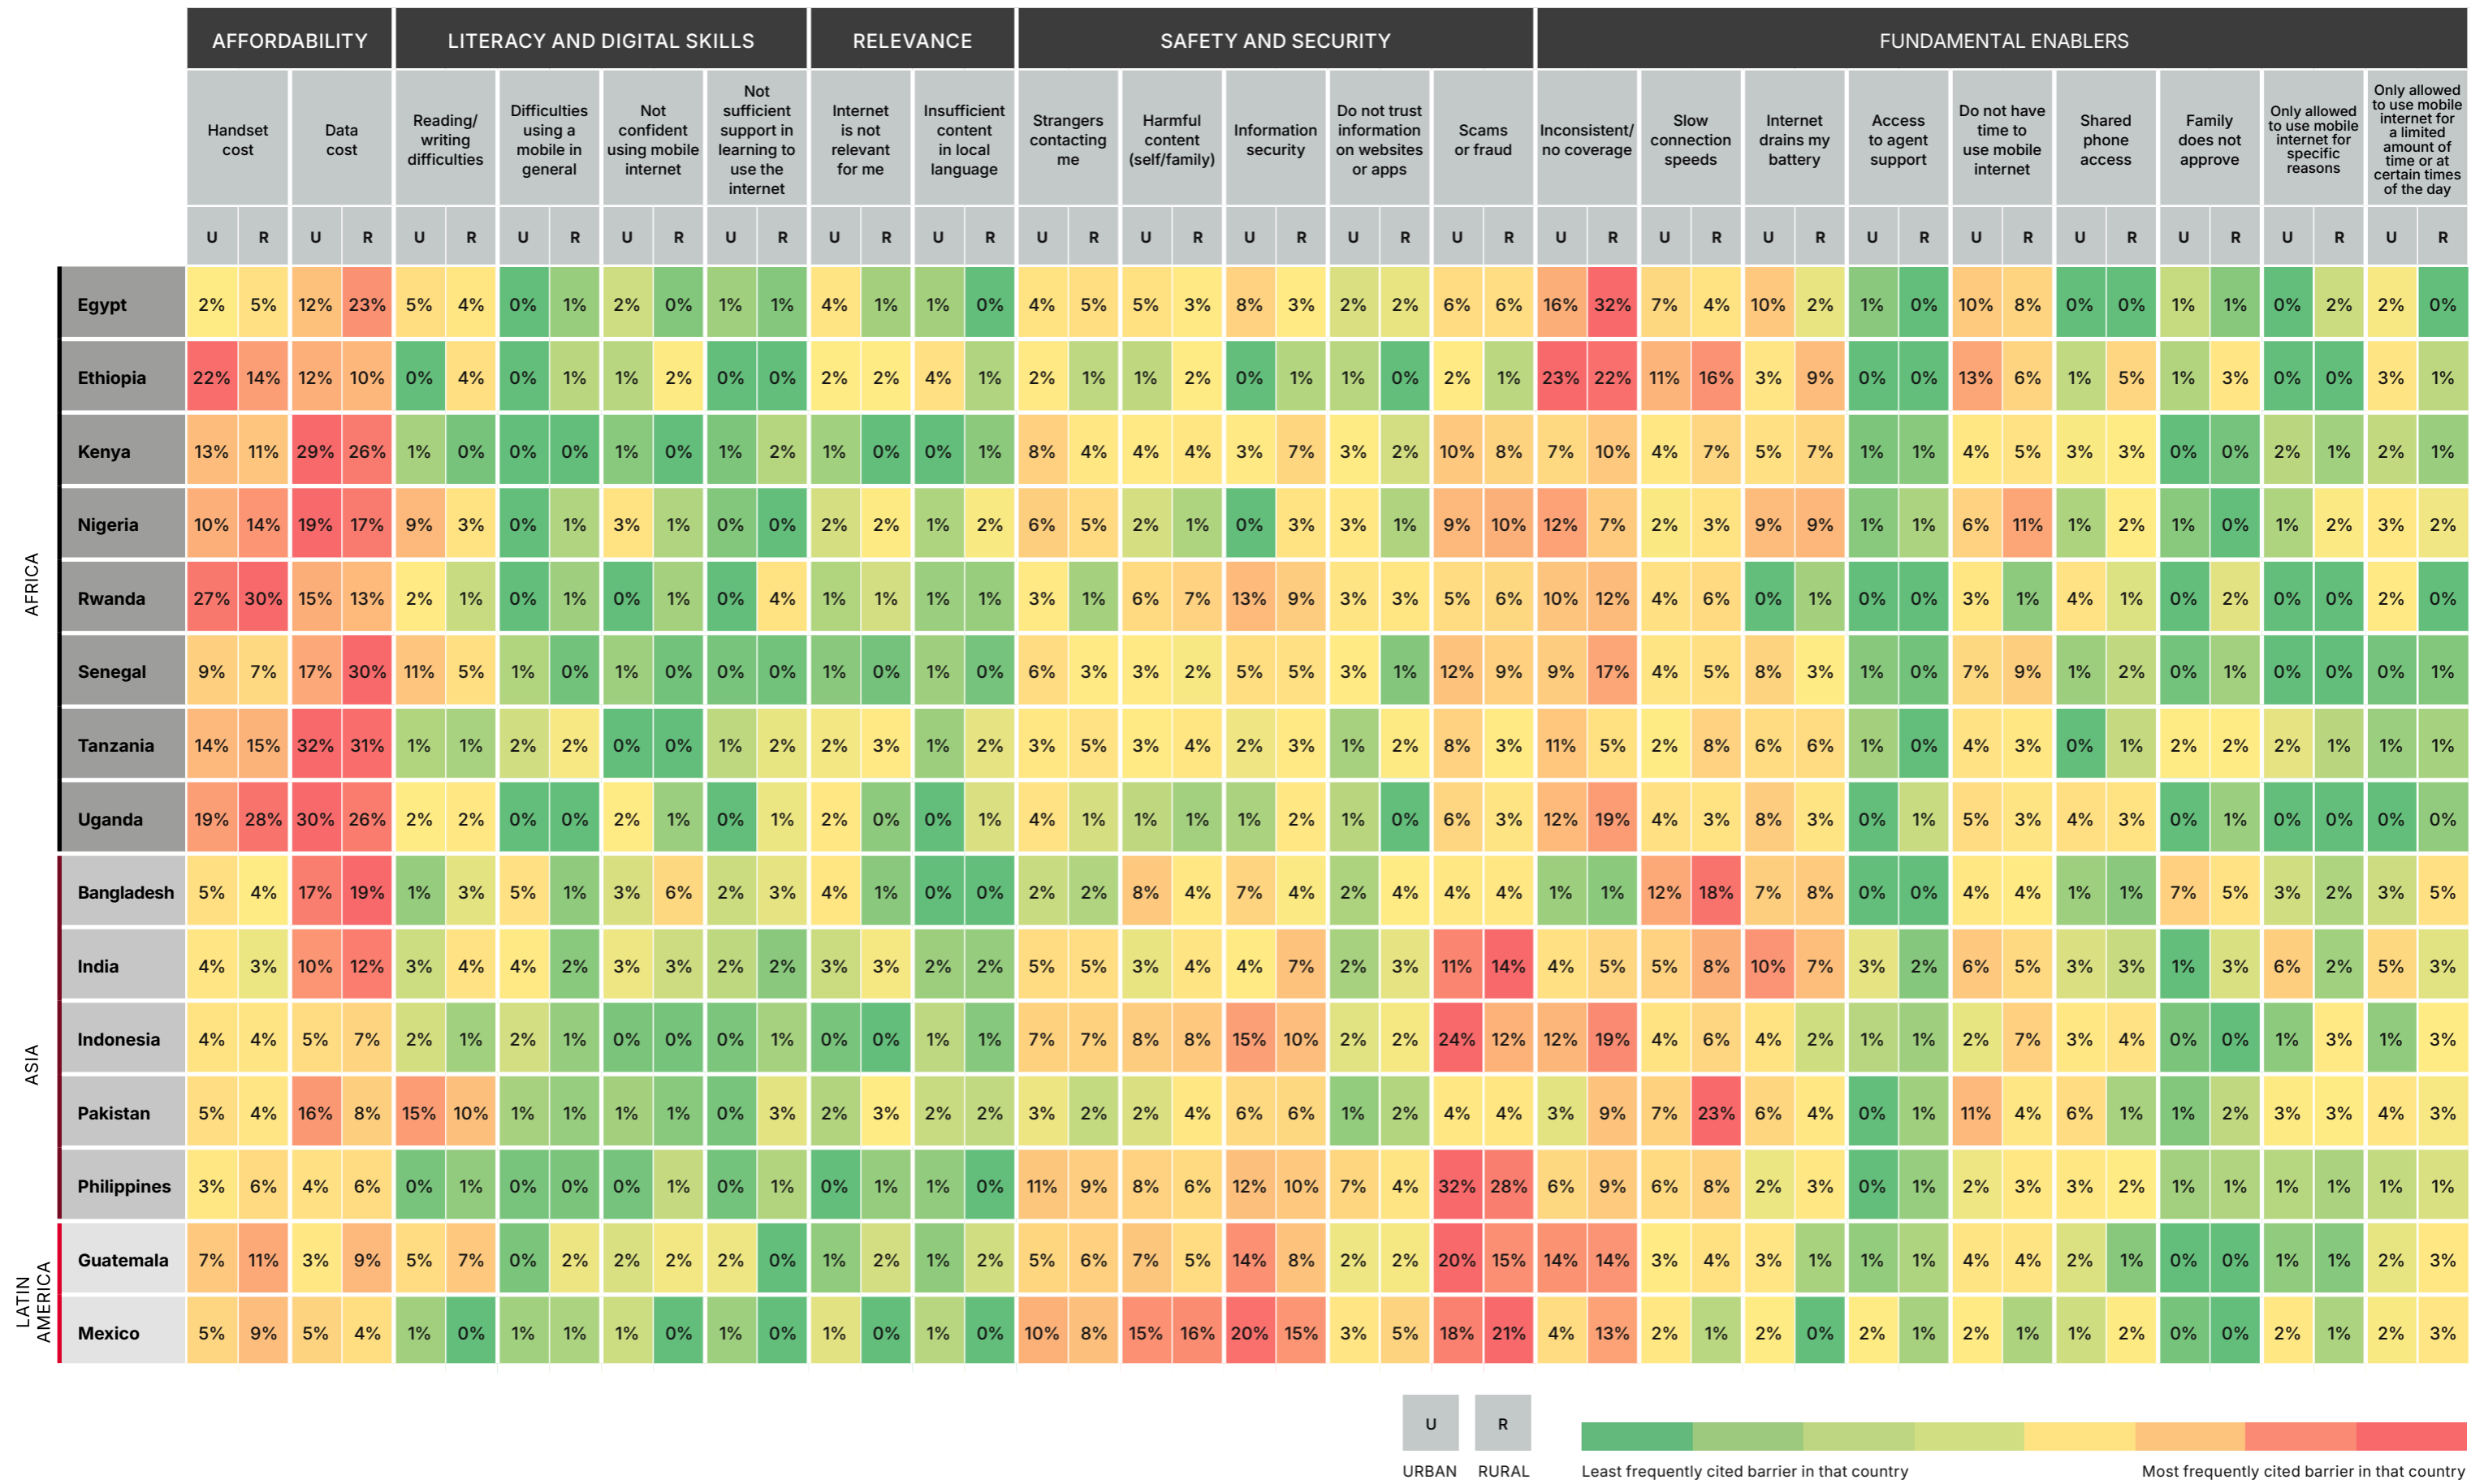 AFFORDABILITY LITERACY AND DIGITAL SKILLS RELEVANCE SAFETY AND SECURITY FUNDAMENTAL ENABLERS
Handset
cost
Data
cost
Reading/
writing
difficulties
Difficulties
using a
mobile in
general
Not
confident
using mobile
internet
Not
sufficient
support in
learning to
use the
internet
Internet
is not
relevant
for me
Insufficient
content
in local
language
Strangers
contacting
me
Harmful
content
(self/family)
Information
security
Do not trust
information
on websites
or apps
Scams
or fraud
Inconsistent/
no coverage
Slow
connection
speeds
Internet
drains my
battery
Access
to agent
support
Do not have
time to
use mobile
internet
Shared
phone
access
Family
does not
approve
Only allowed
to use mobile
internet for
specific
reasons
Only allowed
to use mobile
internet for
a limited
amount of
time or at
certain times
of the day
U R U R U R U R U R U R U R U R U R U R U R U R U R U R U R U R U R U R U R U R U R U R
AFRICA
Egypt 2% 5% 12% 23% 5% 4% 0% 1% 2% 0% 1% 1% 4% 1% 1% 0% 4% 5% 5% 3% 8% 3% 2% 2% 6% 6% 16% 32% 7% 4% 10% 2% 1% 0% 10% 8% 0% 0% 1% 1% 0% 2% 2% 0%
Ethiopia 22% 14% 12% 10% 0% 4% 0% 1% 1% 2% 0% 0% 2% 2% 4% 1% 2% 1% 1% 2% 0% 1% 1% 0% 2% 1% 23% 22% 11% 16% 3% 9% 0% 0% 13% 6% 1% 5% 1% 3% 0% 0% 3% 1%
Kenya 13% 11% 29% 26% 1% 0% 0% 0% 1% 0% 1% 2% 1% 0% 0% 1% 8% 4% 4% 4% 3% 7% 3% 2% 10% 8% 7% 10% 4% 7% 5% 7% 1% 1% 4% 5% 3% 3% 0% 0% 2% 1% 2% 1%
Nigeria 10% 14% 19% 17% 9% 3% 0% 1% 3% 1% 0% 0% 2% 2% 1% 2% 6% 5% 2% 1% 0% 3% 3% 1% 9% 10% 12% 7% 2% 3% 9% 9% 1% 1% 6% 11% 1% 2% 1% 0% 1% 2% 3% 2%
Rwanda 27% 30% 15% 13% 2% 1% 0% 1% 0% 1% 0% 4% 1% 1% 1% 1% 3% 1% 6% 7% 13% 9% 3% 3% 5% 6% 10% 12% 4% 6% 0% 1% 0% 0% 3% 1% 4% 1% 0% 2% 0% 0% 2% 0%
Senegal 9% 7% 17% 30% 11% 5% 1% 0% 1% 0% 0% 0% 1% 0% 1% 0% 6% 3% 3% 2% 5% 5% 3% 1% 12% 9% 9% 17% 4% 5% 8% 3% 1% 0% 7% 9% 1% 2% 0% 1% 0% 0% 0% 1%
Tanzania 14% 15% 32% 31% 1% 1% 2% 2% 0% 0% 1% 2% 2% 3% 1% 2% 3% 5% 3% 4% 2% 3% 1% 2% 8% 3% 11% 5% 2% 8% 6% 6% 1% 0% 4% 3% 0% 1% 2% 2% 2% 1% 1% 1%
Uganda 19% 28% 30% 26% 2% 2% 0% 0% 2% 1% 0% 1% 2% 0% 0% 1% 4% 1% 1% 1% 1% 2% 1% 0% 6% 3% 12% 19% 4% 3% 8% 3% 0% 1% 5% 3% 4% 3% 0% 1% 0% 0% 0% 0%
ASIA
Bangladesh 5% 4% 17% 19% 1% 3% 5% 1% 3% 6% 2% 3% 4% 1% 0% 0% 2% 2% 8% 4% 7% 4% 2% 4% 4% 4% 1% 1% 12% 18% 7% 8% 0% 0% 4% 4% 1% 1% 7% 5% 3% 2% 3% 5%
India 4% 3% 10% 12% 3% 4% 4% 2% 3% 3% 2% 2% 3% 3% 2% 2% 5% 5% 3% 4% 4% 7% 2% 3% 11% 14% 4% 5% 5% 8% 10% 7% 3% 2% 6% 5% 3% 3% 1% 3% 6% 2% 5% 3%
Indonesia 4% 4% 5% 7% 2% 1% 2% 1% 0% 0% 0% 1% 0% 0% 1% 1% 7% 7% 8% 8% 15% 10% 2% 2% 24% 12% 12% 19% 4% 6% 4% 2% 1% 1% 2% 7% 3% 4% 0% 0% 1% 3% 1% 3%
Pakistan 5% 4% 16% 8% 15% 10% 1% 1% 1% 1% 0% 3% 2% 3% 2% 2% 3% 2% 2% 4% 6% 6% 1% 2% 4% 4% 3% 9% 7% 23% 6% 4% 0% 1% 11% 4% 6% 1% 1% 2% 3% 3% 4% 3%
Philippines 3% 6% 4% 6% 0% 1% 0% 0% 0% 1% 0% 1% 0% 1% 1% 0% 11% 9% 8% 6% 12% 10% 7% 4% 32% 28% 6% 9% 6% 8% 2% 3% 0% 1% 2% 3% 3% 2% 1% 1% 1% 1% 1% 1%
LATIN
AMERICA
Guatemala 7% 11% 3% 9% 5% 7% 0% 2% 2% 2% 2% 0% 1% 2% 1% 2% 5% 6% 7% 5% 14% 8% 2% 2% 20% 15% 14% 14% 3% 4% 3% 1% 1% 1% 4% 4% 2% 1% 0% 0% 1% 1% 2% 3%
Mexico 5% 9% 5% 4% 1% 0% 1% 1% 1% 0% 1% 0% 1% 0% 1% 0% 10% 8% 15% 16% 20% 15% 3% 5% 18% 21% 4% 13% 2% 1% 2% 0% 2% 1% 2% 1% 1% 2% 0% 0% 2% 1% 2% 3%
U R
URBAN RURAL Least frequently cited barrier in that country Most frequently cited barrier in that country